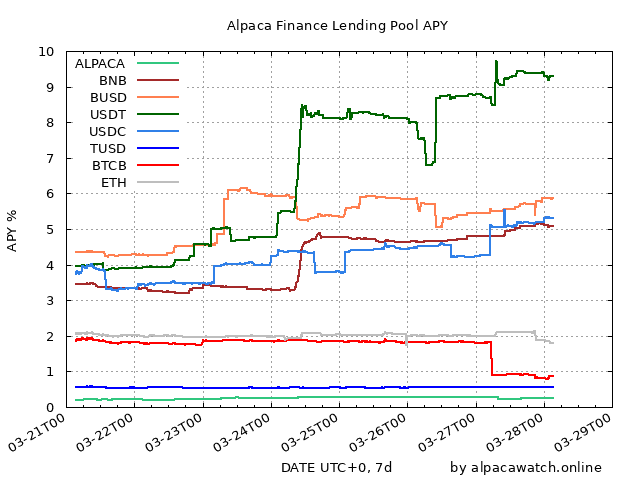 Alpaca Finance Lending Pool APY
10
9
8
7
6
5
4
3
2
1
0
APY %
ALPACA
BNB
BUSD
USDT
USDC
TUSD
BTCB
ETH
03-21T00
03-22T00
03-23T00
03-24T00
03-25T00
03-26T00
03-27T00
03-28T00
03-29T00
DATE UTC+0, 7d
by alpacawatch.online